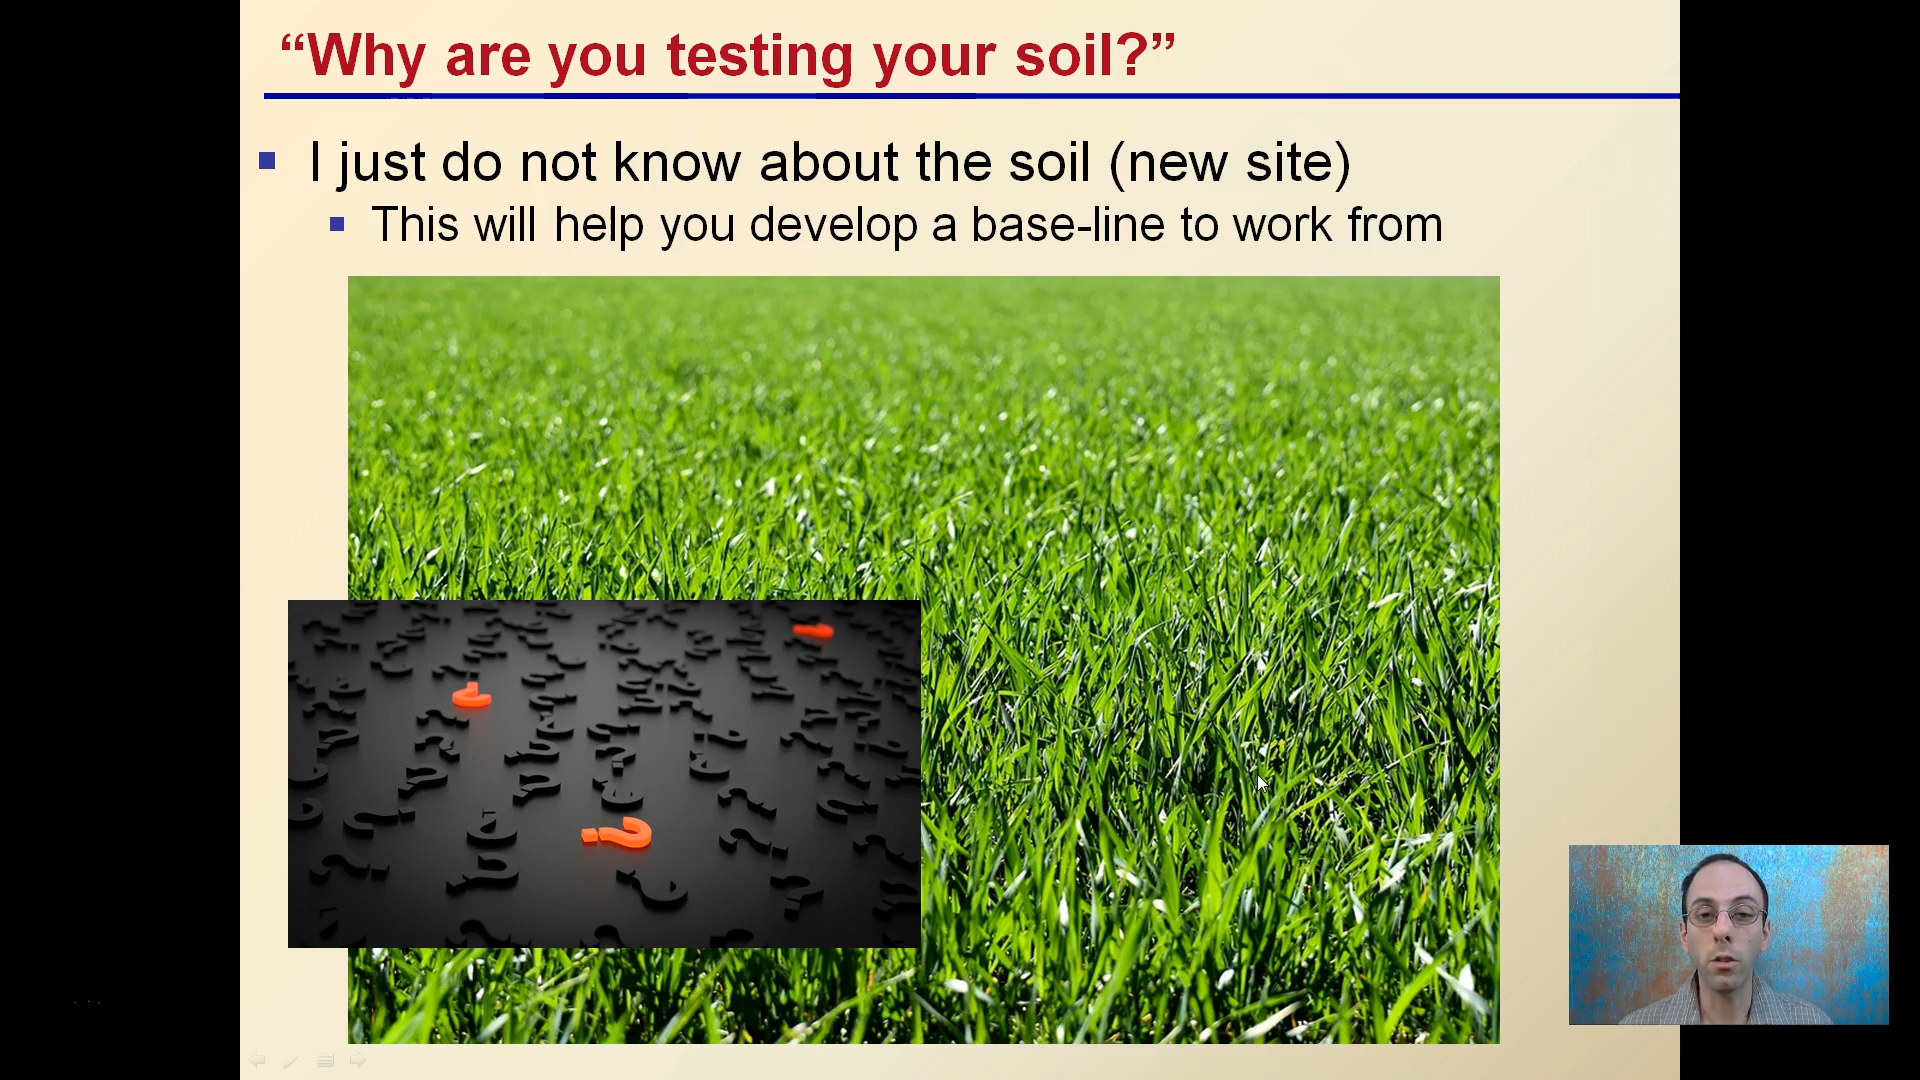 “Why are you testing your soil?”
I just do not know about the soil (new site)
This will help you develop a base-line to work from